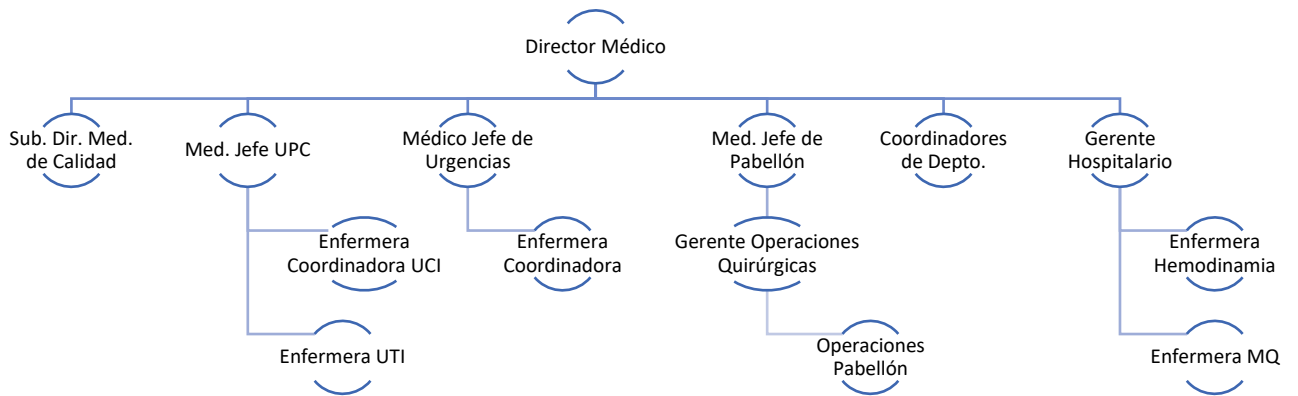 Director Médico
Sub. Dir. Med.
de Calidad
Med. Jefe UPC
Médico Jefe de
Urgencias
Med. Jefe de
Pabellón
Coordinadores
de Depto.
Gerente
Hospitalario
Enfermera
Coordinadora UCI
Enfermera
Coordinadora
Gerente Operaciones
Quirúrgicas
Enfermera
Hemodinamia
Enfermera UTI
Operaciones
Pabellón
Enfermera MQ